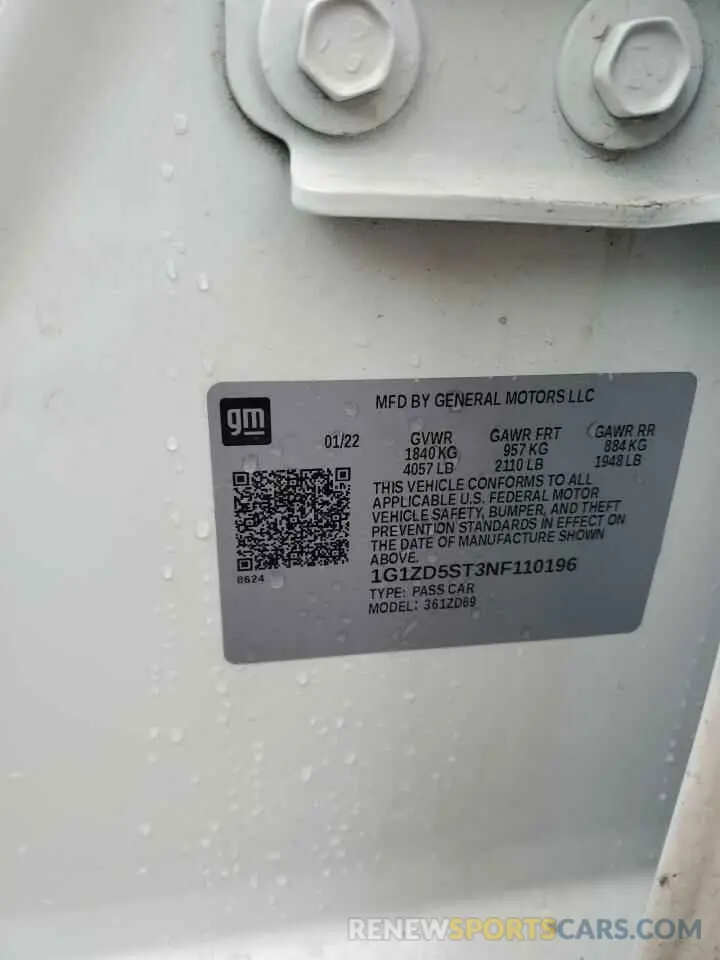 gm
MFD BY GENERAL MOTORS LLC
01/22
GVWR
1840 KG
4057 LB
GAWR FRT
957 KG
2110 LB
GAWR RR
884 KG
1948 LB
THIS VEHICLE CONFORMS TO ALL
APPLICABLE U.S. FEDERAL MOTOR
VEHICLE SAFETY, BUMPER, AND THEFT
PREVENTION STANDARDS IN EFFECT ON
THE DATE OF MANUFACTURE SHOWN
ABOVE.
8624
1G1ZD5ST3NF110196
TYPE: PASS CAR
MODEL: 361ZD69
RENEWSPORTSCARS.COM